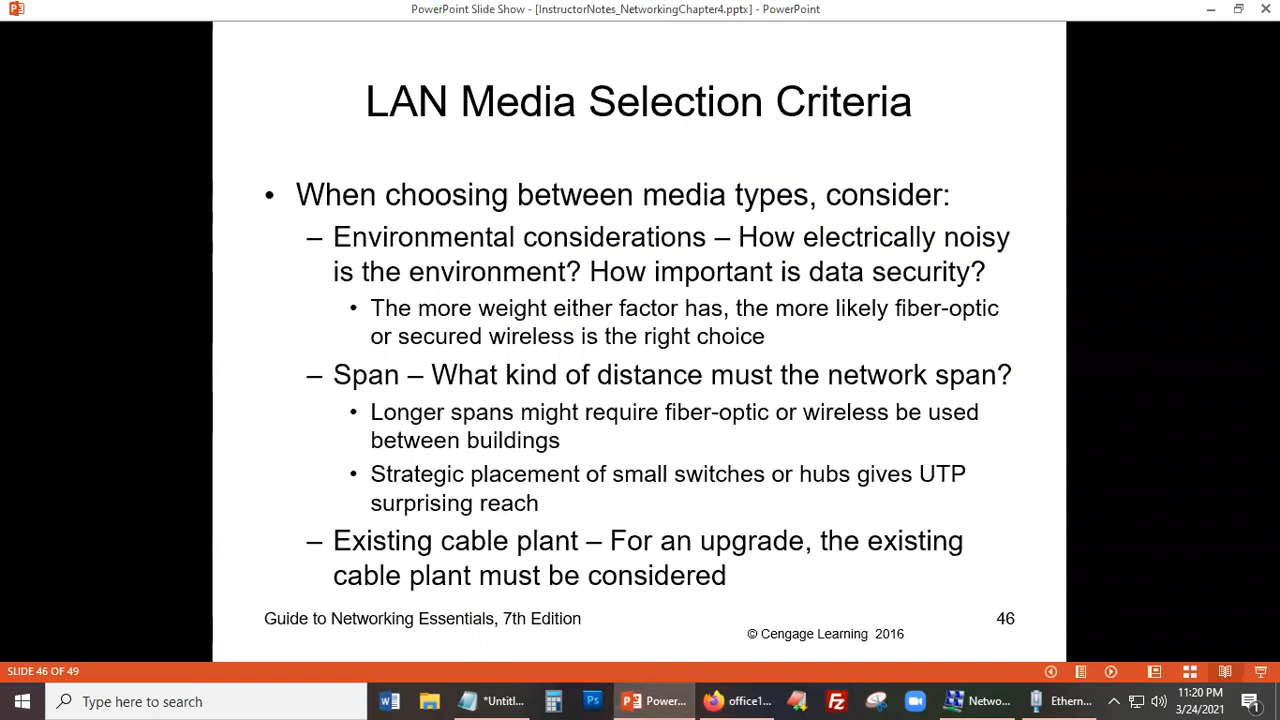 PowerPoint Slide Show - [InstructorNotes_NetworkingChapter4.pptx] - PowerPoint
LAN Media Selection Criteria
• When choosing between media types, consider:
– Environmental considerations – How electrically noisy
is the environment? How important is data security?
• The more weight either factor has, the more likely fiber-optic
or secured wireless is the right choice
– Span – What kind of distance must the network span?
• Longer spans might require fiber-optic or wireless be used
between buildings
• Strategic placement of small switches or hubs gives UTP
surprising reach
– Existing cable plant – For an upgrade, the existing
cable plant must be considered
Guide to Networking Essentials, 7th Edition
46
© Cengage Learning 2016
SLIDE 46 OF 49
Type here to search
*Untitl...
Power...
office1...
Netwo...
Ethern...
11:20 PM
3/24/2021
1